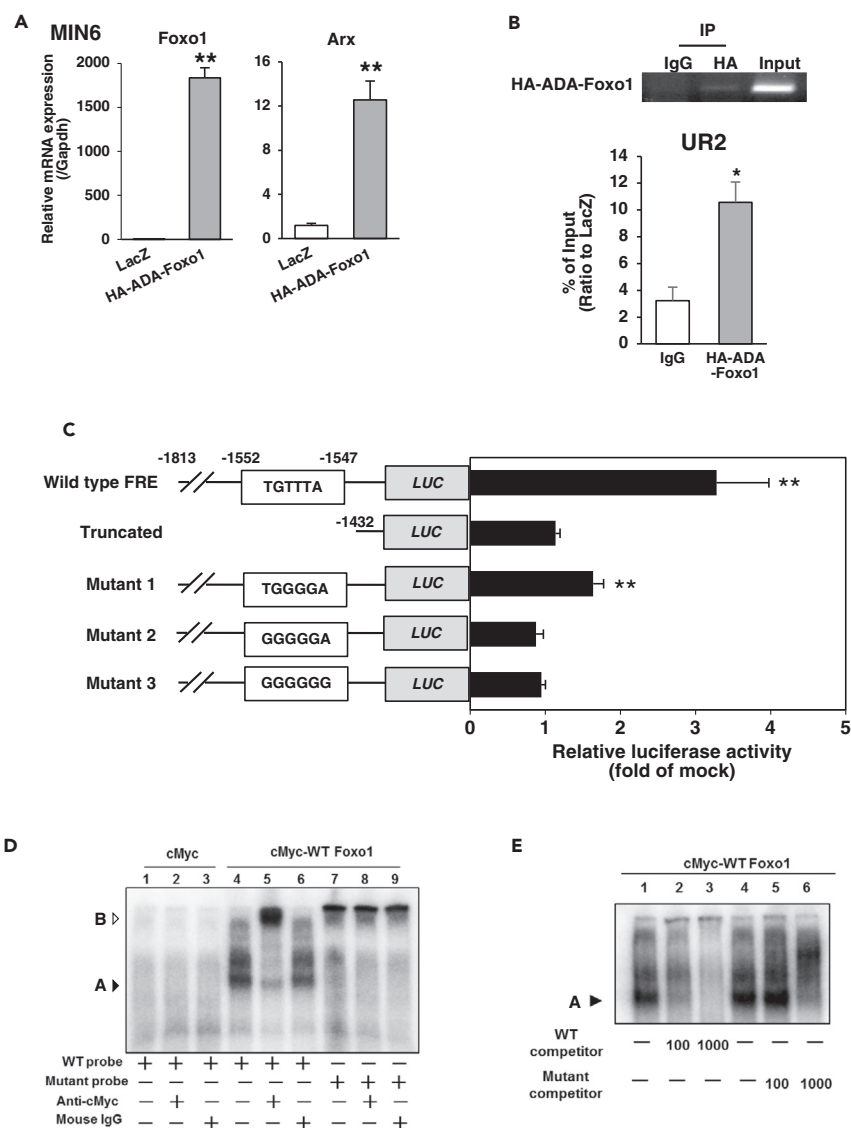 A
MIN6
Foxo1
Arx
Relative mRNA expression
(/Gapdh)
2000
1500
1000
500
0
**
LacZ
HA-ADA-Foxo1
16
12
8
4
0
**
LacZ
HA-ADA-Foxo1
B
IP
IgG HA Input
HA-ADA-Foxo1
UR2
% of Input
(Ratio to LacZ)
14
12
10
8
6
4
2
0
*
IgG
HA-ADA
-Foxo1
C
-1813 -1552 -1547
Wild type FRE TGTTTA LUC **
-1432
Truncated LUC
Mutant 1 TGGGGA LUC **
Mutant 2 GGGGGA LUC
Mutant 3 GGGGGG LUC
0 1 2 3 4 5
Relative luciferase activity
(fold of mock)
D
cMyc cMyc-WT Foxo1
1 2 3 4 5 6 7 8 9
B
A
WT probe + + + + + + — — —
Mutant probe — — — — — — + + +
Anti-cMyc — + — — + — — + —
Mouse IgG — — + — — + — — +
E
cMyc-WT Foxo1
1 2 3 4 5 6
A
WT
competitor — 100 1000 — — —
Mutant
competitor — — — — 100 1000